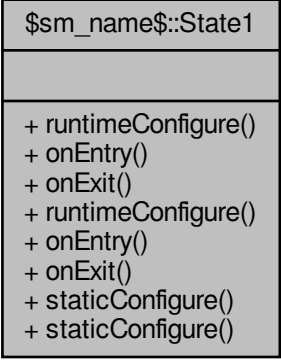 $sm_name$::State1
+ runtimeConfigure()
+ onEntry()
+ onExit()
+ runtimeConfigure()
+ onEntry()
+ onExit()
+ staticConfigure()
+ staticConfigure()